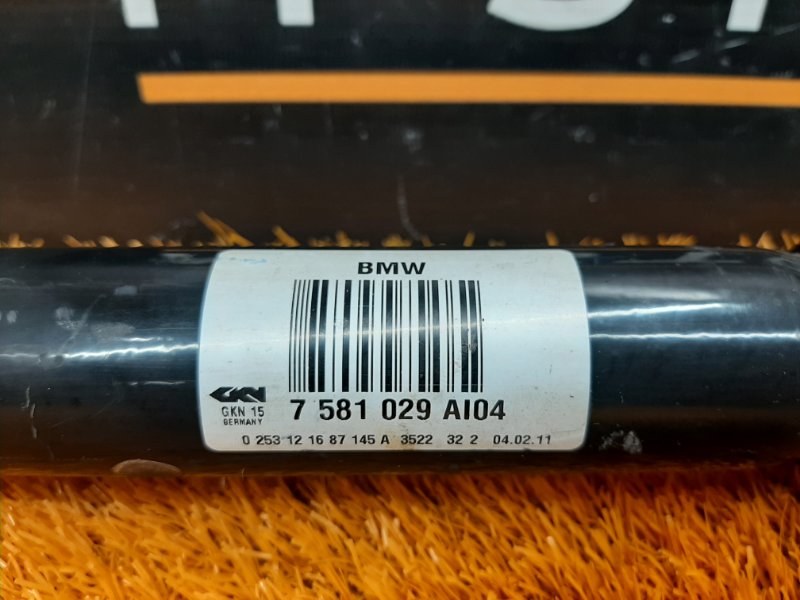 BMW
GKN
GKN 15
GERMANY
7 581 029 AI04
0 253 12 16 87 145 A 3522 32 2 04.02.11